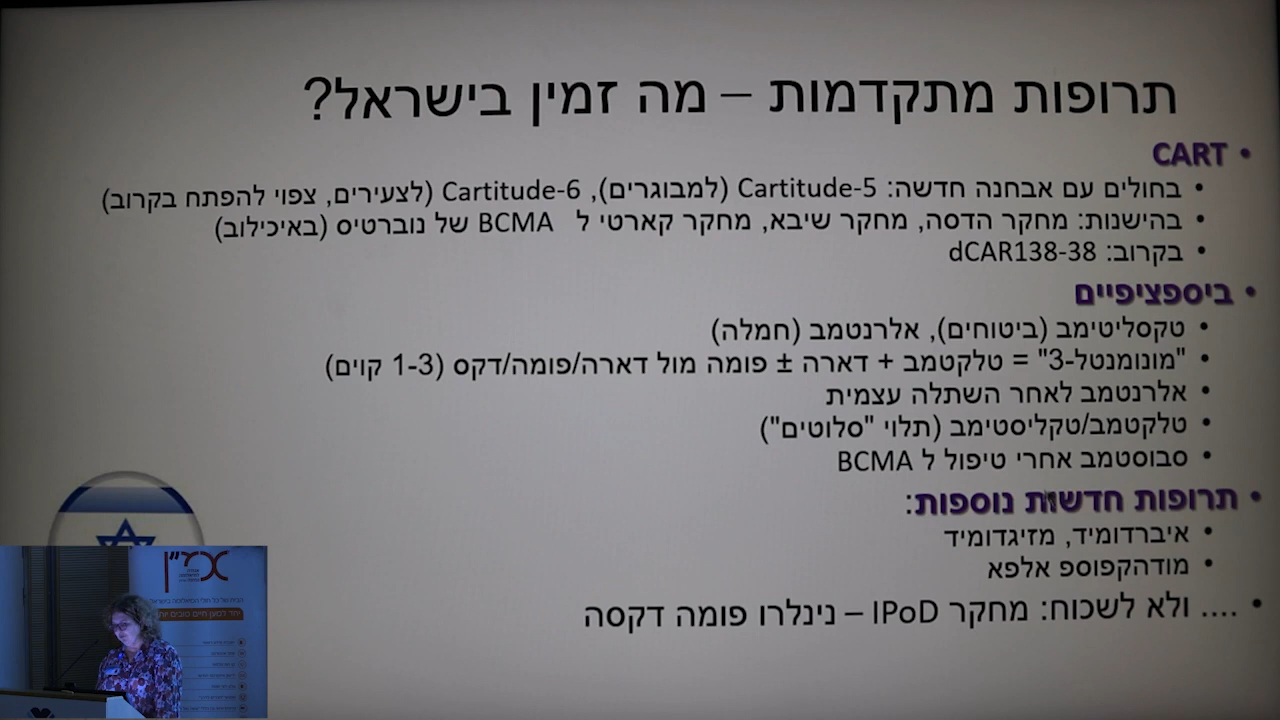 תרופות מתקדמות – מה זמין בישראל?
• CART
• בחולים עם אבחנה חדשה: Cartitude-5 (למבוגרים), Cartitude-6 (לצעירים, צפוי להפתח בקרוב)
• בהישנות: מחקר הדסה, מחקר שיבא, מחקר קארטי ל BCMA של נוברטיס (באיכילוב)
• בקרוב: dCAR138-38
• ביספציפיים
• טקסליטימב (ביטוחים), אלרנטמב (חמלה)
• "מונומנטל-3" = טלקטמב + דארה ± פומה מול דארה/פומה/דקס (1-3 קוים)
• אלרנטמב לאחר השתלה עצמית
• טלקטמב/טקליסטימב (תלוי "סלוטים")
• סבוסטמב אחרי טיפול ל BCMA
• תרופות חדשות נוספות:
• איברדומיד, מזיגדומיד
• מודהקפוספ אלפא
• .... ולא לשכוח: מחקר IPoD – נינלרו פומה דקסה
אמ"ן